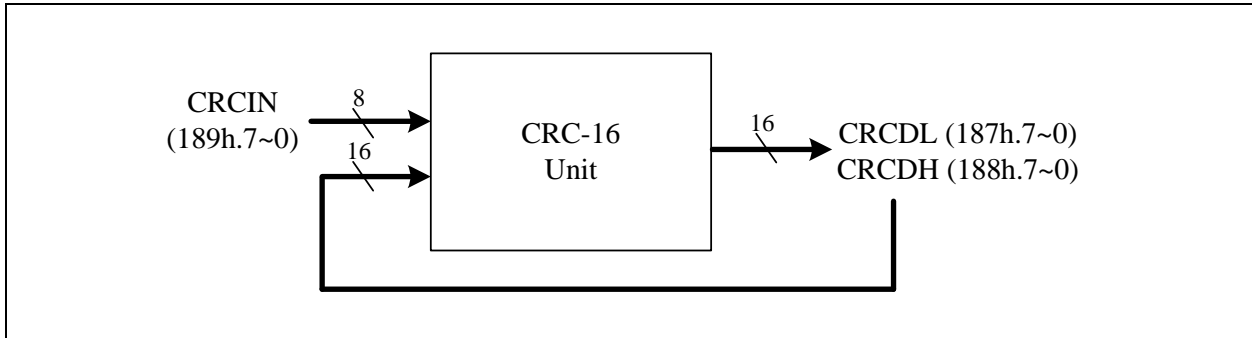 CRCIN
(189h.7~0)
8
16
CRC-16
Unit
16
CRCDL (187h.7~0)
CRCDH (188h.7~0)